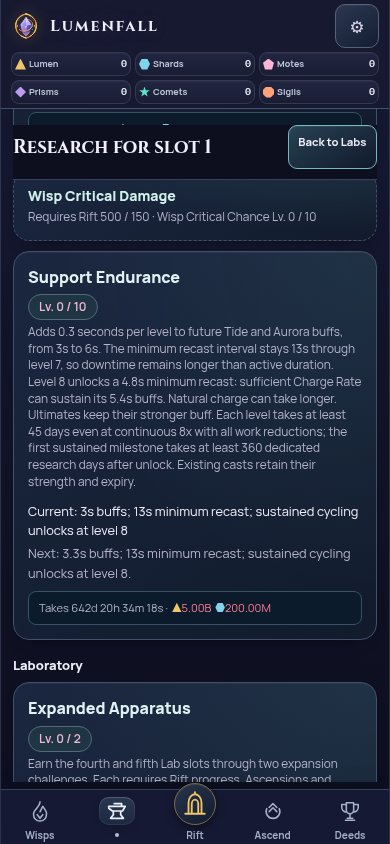 LUMENFALL
Lumen 0
Shards 0
Motes 0
Prisms 0
Comets 0
Sigils 0
RESEARCH FOR SLOT 1
Back to Labs
Wisp Critical Damage
Requires Rift 500 / 150 · Wisp Critical Chance Lv. 0 / 10
Support Endurance
Lv. 0 / 10
Adds 0.3 seconds per level to future Tide and Aurora buffs,
from 3s to 6s. The minimum recast interval stays 13s through
level 7, so downtime remains longer than active duration.
Level 8 unlocks a 4.8s minimum recast: sufficient Charge Rate
can sustain its 5.4s buffs. Natural charge can take longer.
Ultimates keep their stronger buff. Each level takes at least
45 days even at continuous 8x with all work reductions; the
first sustained milestone takes at least 360 dedicated
research days after unlock. Existing casts retain their
strength and expiry.
Current: 3s buffs; 13s minimum recast; sustained cycling
unlocks at level 8
Next: 3.3s buffs; 13s minimum recast; sustained cycling
unlocks at level 8.
Takes 642d 20h 34m 18s · 5.00B 200.00M
Laboratory
Expanded Apparatus
Lv. 0 / 2
Earn the fourth and fifth Lab slots through two expansion
challenges. Each requires Rift progress, Ascensions and
Wisps
Rift
Ascend
Deeds